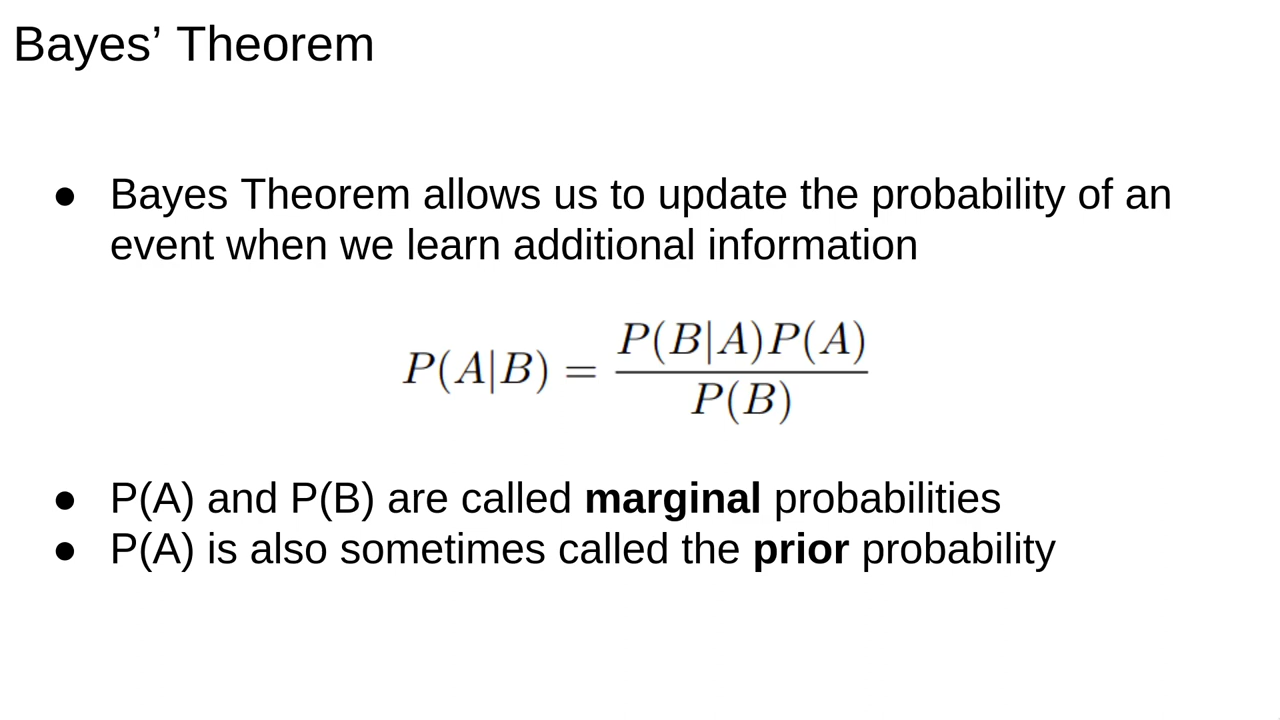 Bayes’ Theorem
● Bayes Theorem allows us to update the probability of an
event when we learn additional information
P(A|B) = \frac{P(B|A)P(A)}{P(B)}
● P(A) and P(B) are called marginal probabilities
● P(A) is also sometimes called the prior probability